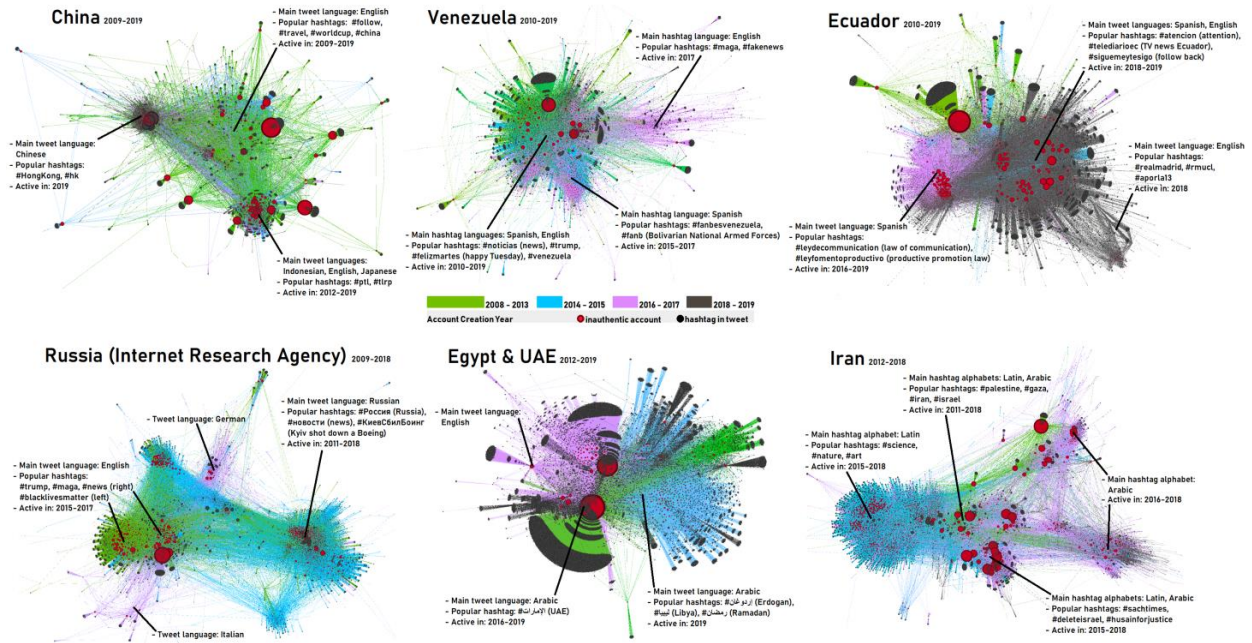 China 2009-2019
- Main tweet language: English
- Popular hashtags: #follow,
#travel, #worldcup, #china
- Active in: 2009-2019
- Main tweet language:
Chinese
- Popular hashtags:
#HongKong, #hk
- Active in: 2019
- Main tweet languages:
Indonesian, English, Japanese
- Popular hashtags: #ptl, #tlrp
- Active in: 2012-2019
Venezuela 2010-2019
- Main hashtag language: English
- Popular hashtags: #maga, #fakenews
- Active in: 2017
- Main hashtag language: Spanish
- Popular hashtags: #fanbesvenezuela,
#fanb (Bolivarian National Armed Forces)
- Active in: 2015-2017
- Main hashtag languages: Spanish, English
- Popular hashtags: #noticias (news), #trump,
#felizmartes (happy Tuesday), #venezuela
- Active in: 2010-2019
Ecuador 2010-2019
- Main tweet languages: Spanish, English
- Popular hashtags: #atencion (attention),
#telediarioec (TV news Ecuador),
#siguemeytesigo (follow back)
- Active in: 2018-2019
- Main tweet language: English
- Popular hashtags:
#realmadrid, #rmucl,
#aporla13
- Active in: 2018
- Main tweet language: Spanish
- Popular hashtags:
#leydecommunication (law of communication),
#leyfomentoproductivo (productive promotion law)
- Active in: 2016-2019
2008 - 2013 2014 - 2015 2016 - 2017 2018 - 2019
Account Creation Year inauthentic account hashtag in tweet
Russia (Internet Research Agency) 2009-2018
- Tweet language: German
- Main tweet language: Russian
- Popular hashtags: #Россия (Russia),
#новости (news), #КиевСбилБоинг
(Kyiv shot down a Boeing)
- Active in: 2011-2018
- Main tweet language: English
- Popular hashtags:
#trump, #maga, #news (right)
#blacklivesmatter (left)
- Active in: 2015-2017
- Tweet language: Italian
Egypt & UAE 2012-2019
- Main tweet language:
English
- Main tweet language: Arabic
- Popular hashtag: #الإمارات (UAE)
- Active in: 2016-2019
- Main tweet language: Arabic
- Popular hashtags: #إردوغان (Erdogan),
#ليبيا (Libya), #رمضان (Ramadan)
- Active in: 2019
Iran 2012-2018
- Main hashtag alphabets: Latin, Arabic
- Popular hashtags: #palestine, #gaza,
#iran, #israel
- Active in: 2011-2018
- Main hashtag alphabet: Latin
- Popular hashtags: #science,
#nature, #art
- Active in: 2015-2018
- Main hashtag alphabet:
Arabic
- Active in: 2016-2018
- Main hashtag alphabets: Latin, Arabic
- Popular hashtags: #sachtimes,
#deleteisrael, #husainforjustice
- Active in: 2015-2018